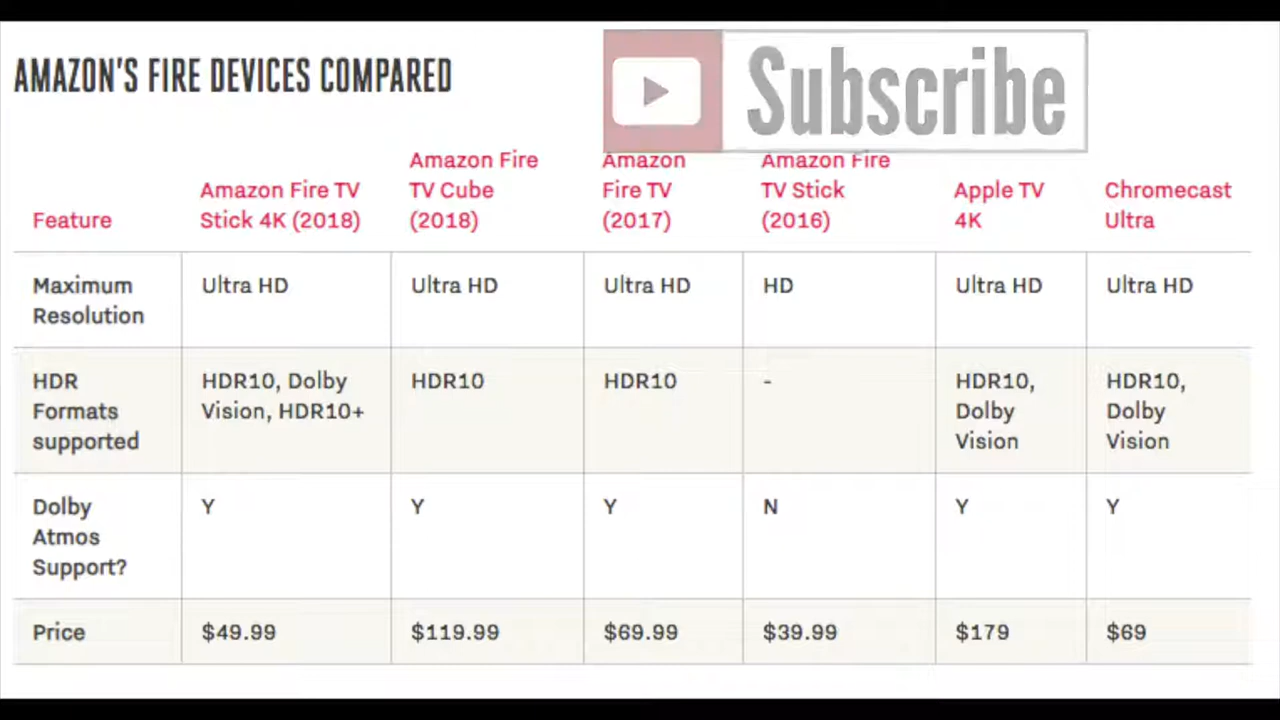 AMAZON'S FIRE DEVICES COMPARED
Subscribe
Feature
Amazon Fire TV
Stick 4K (2018)
Amazon Fire
TV Cube
(2018)
Amazon
Fire TV
(2017)
Amazon Fire
TV Stick
(2016)
Apple TV
4K
Chromecast
Ultra
Maximum
Resolution
Ultra HD
Ultra HD
Ultra HD
HD
Ultra HD
Ultra HD
HDR
Formats
supported
HDR10, Dolby
Vision, HDR10+
HDR10
HDR10
-
HDR10,
Dolby
Vision
HDR10,
Dolby
Vision
Dolby
Atmos
Support?
Y
Y
Y
N
Y
Y
Price
$49.99
$119.99
$69.99
$39.99
$179
$69